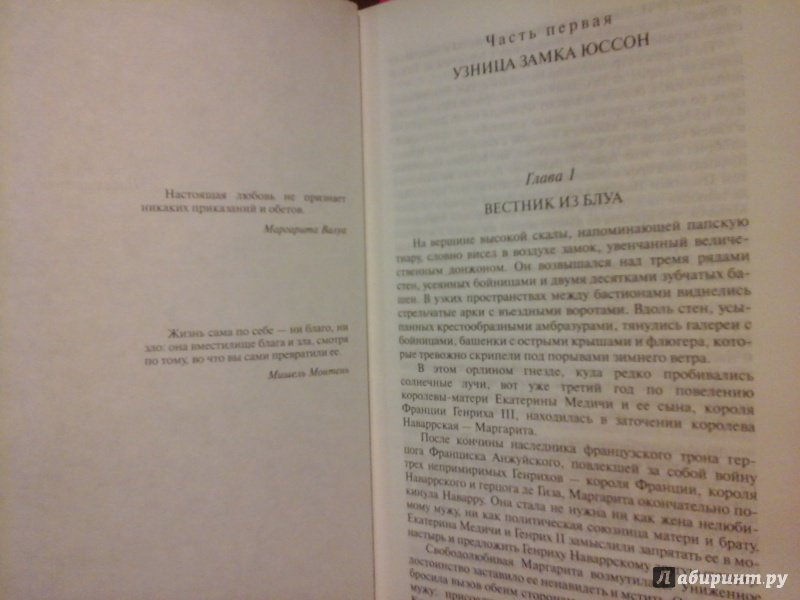 Настоящая любовь не признает
никаких приказаний и обетов.
Маргарита Валуа
Жизнь сама по себе — ни благо, ни
зло: она вместилище блага и зла, смотря
по тому, во что вы сами превратили ее.
Мишель Монтень
Часть первая
УЗНИЦА ЗАМКА ЮССОН
Глава 1
ВЕСТНИК ИЗ БЛУА
На вершине высокой скалы, напоминающей папскую
тиару, словно висел в воздухе замок, увенчанный величе-
ственным донжоном. Он возвышался над тремя рядами
стен, усеянных бойницами и двумя десятками зубчатых ба-
шен. В узких пространствах между бастионами виднелись
стрельчатые арки с въездными воротами. Вдоль стен, усы-
панных крестообразными амбратурами, тянулись галереи с
бойницами, башенки с острыми крышами и флюгера, кото-
рые тревожно скрипели под порывами зимнего ветра.
В этом орлином гнезде, куда редко пробивались
солнечные лучи, вот уже третий год по повелению
королевы-матери Екатерины Медичи и ее сына, короля
Франции Генриха III, находилась в заточении королева
Наваррская — Маргарита.
После кончины наследника французского трона гер-
цога Франциска Анжуйского, повлекшей за собой войну
трех непримиримых Генрихов — короля Франции, короля
Наваррского и герцога де Гиза, Маргарита окончательно по-
кинула Наварру. Она стала не нужна ни как жена нелюби-
мому мужу, ни как политическая союзница матери и брату.
Екатерина Медичи и Генрих II замыслили запрятать ее в мо-
настырь и предложить Генриху Наваррскому
Свободолюбивая Маргарита возмутилась
униженное
достоинство заставило ее ненавидеть и мстить.
бросила вызов обеим сторонам
мужу:
Лабиринт.ру